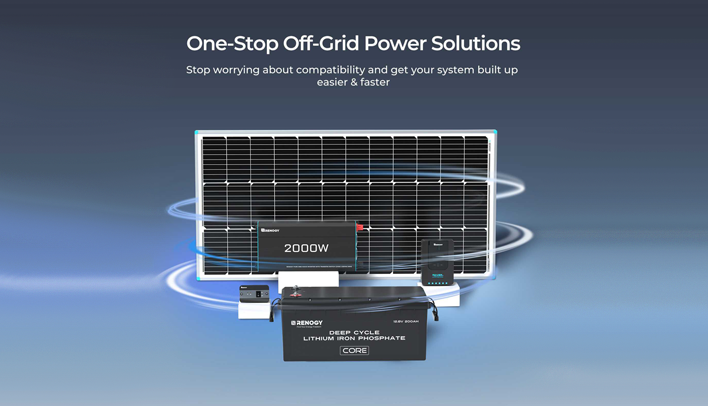 One-Stop Off-Grid Power Solutions
Stop worrying about compatibility and get your system built up
easier & faster
RENOGY
2000W
RENOGY
12.8V 200AH
DEEP CYCLE
LITHIUM IRON PHOSPHATE
CORE